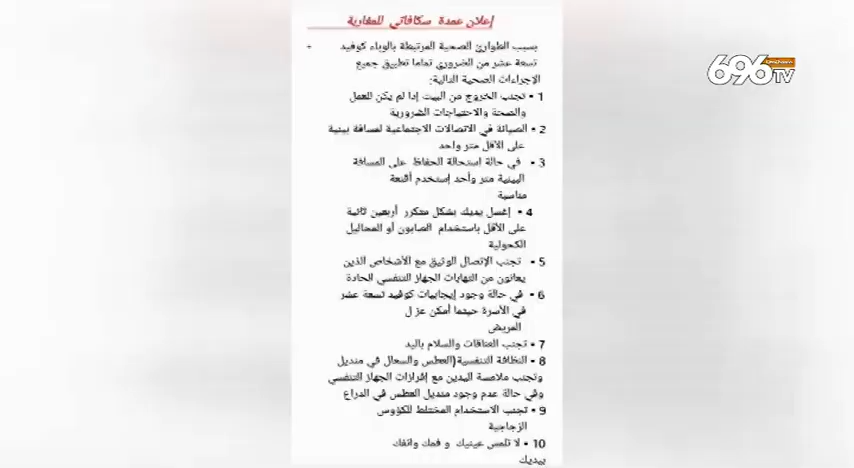 إعلان عمدة سكافاتي للمغاربة
بسبب الطوارئ الصحية المرتبطة بالوباء كوفيد -
تسعة عشر من الضروري تماما تطبيق جميع
الإجراءات الصحية التالية:
1 • تجنب الخروج من البيت إدا لم يكن للعمل
والصحة والاحتياجات الضرورية
2 • الصيانة في الاتصالات الاجتماعية لمسافة بينية
على الأقل متر واحد
3 • في حالة إستحالة الحفاظ على المسافة
البينية متر وأحد إستخدم أقنعة
مناسبة
4 • إغسل يديك بشكل متكرر أربعين ثانية
على الأقل باستخدام الصابون أو المحاليل
الكحولية
5 • تجنب الإتصال الوثيق مع الأشخاص الذين
يعانون من التهابات الجهاز التنفسي الحادة
6 • في حالة وجود إيجابيات كوفيد تسعة عشر
في الأسرة حيثما أمكن عزل
المريض
7 • تجنب العناقات والسلام باليد
8 • النظافة التنفسية(العطس والسعال في منديل
وتجنب ملامسة اليدين مع إفرازات الجهاز التنفسي
وفي حالة عدم وجود منديل العطس في الدراع
9 • تجنب الاستخدام المختلط للكؤوس
الزجاجية
10 • لا تلمس عينيك و فمك وانفك
بيديك
696 TV